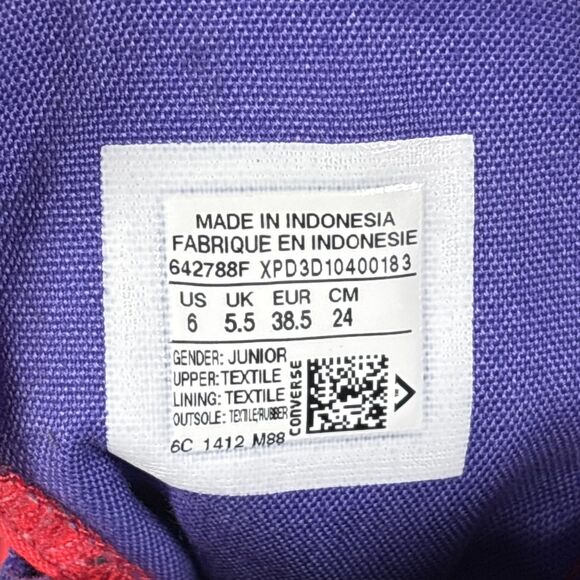 MADE IN INDONESIA
FABRIQUE EN INDONESIE
642788F XPD3D10400183
US UK EUR CM
6 5.5 38.5 24
GENDER: JUNIOR
UPPER: TEXTILE
LINING: TEXTILE
OUTSOLE: TEXTILE/RUBBER
CONVERSE
6C 1412 M88